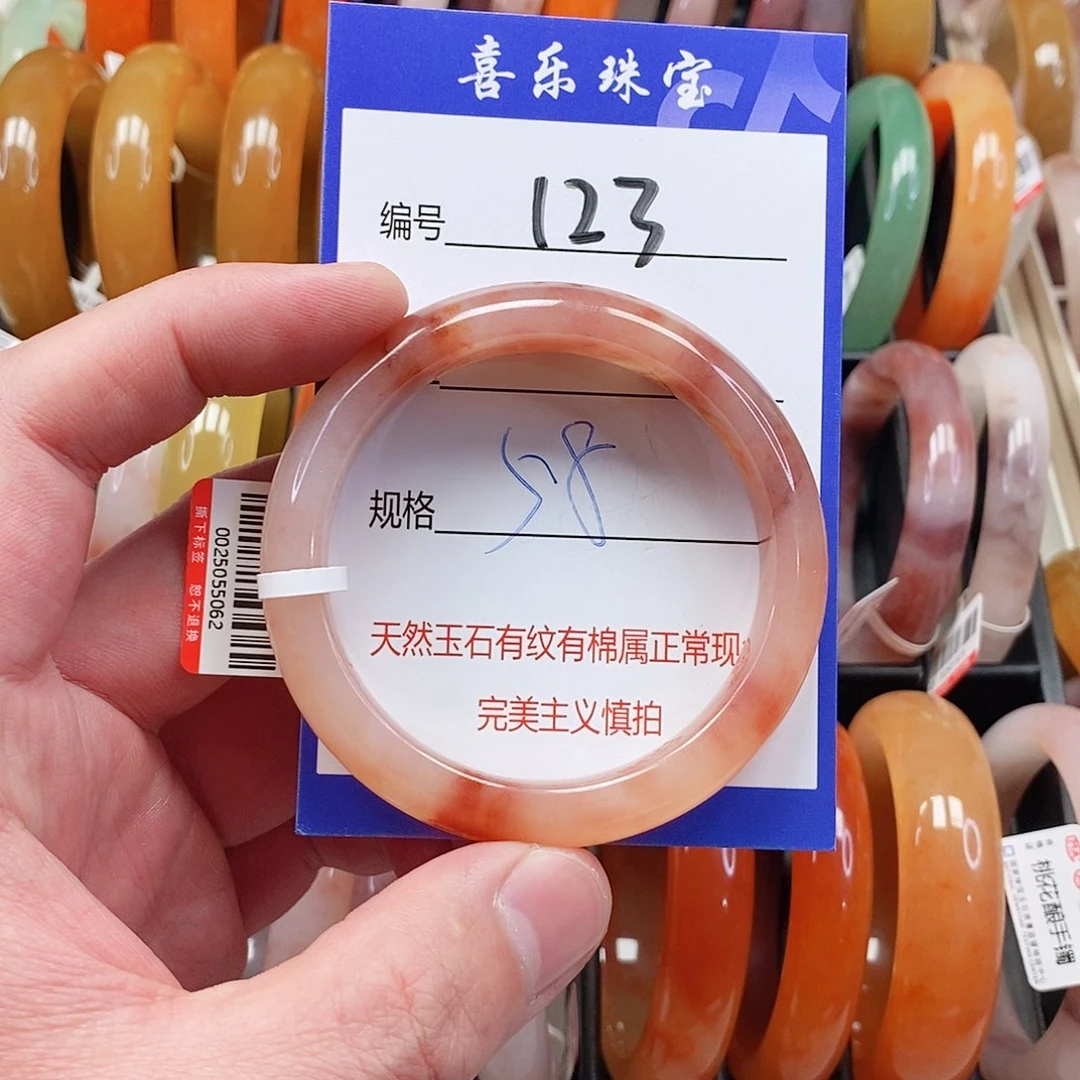 喜乐珠宝
编号 123
规格 58
天然玉石有纹有棉属正常现
完美主义慎拍
撕下标签 恕不退换
0025055062
桃花酿手镯